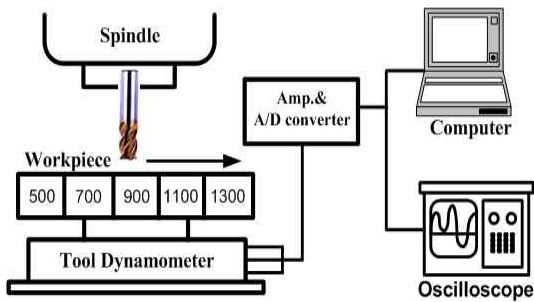 Spindle
Amp.&
A/D converter
Computer
Workpiece
500 700 900 1100 1300
Tool Dynamometer
Oscilloscope